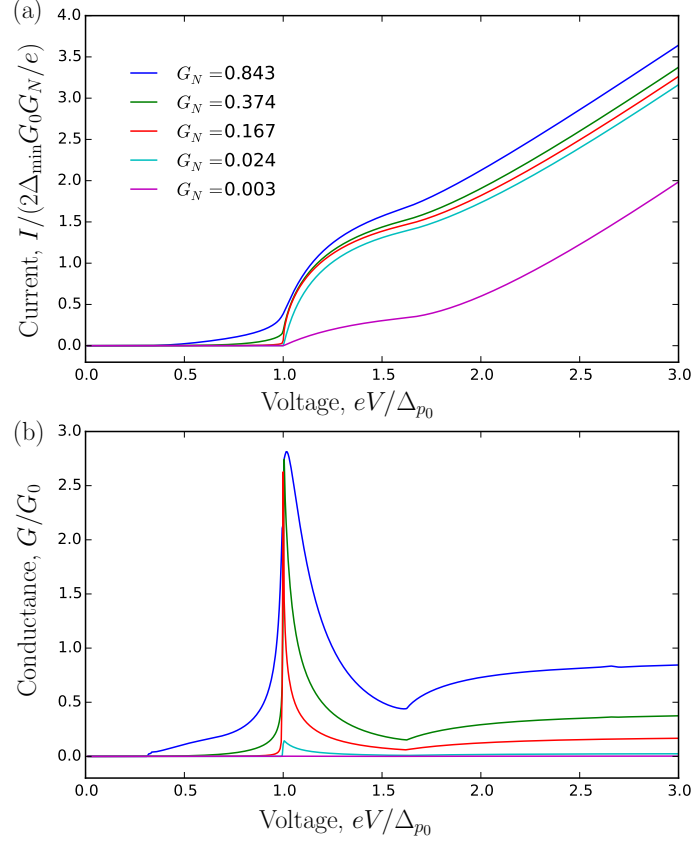 (a)
4.0
3.5
3.0
2.5
2.0
1.5
1.0
0.5
0.0
Current, I/(2Δ_min G_0 G_N/e)
G_N =0.843
G_N =0.374
G_N =0.167
G_N =0.024
G_N =0.003
0.0 0.5 1.0 1.5 2.0 2.5 3.0
Voltage, eV/Δ_{p_0}
(b)
3.0
2.5
2.0
1.5
1.0
0.5
0.0
Conductance, G/G_0
0.0 0.5 1.0 1.5 2.0 2.5 3.0
Voltage, eV/Δ_{p_0}